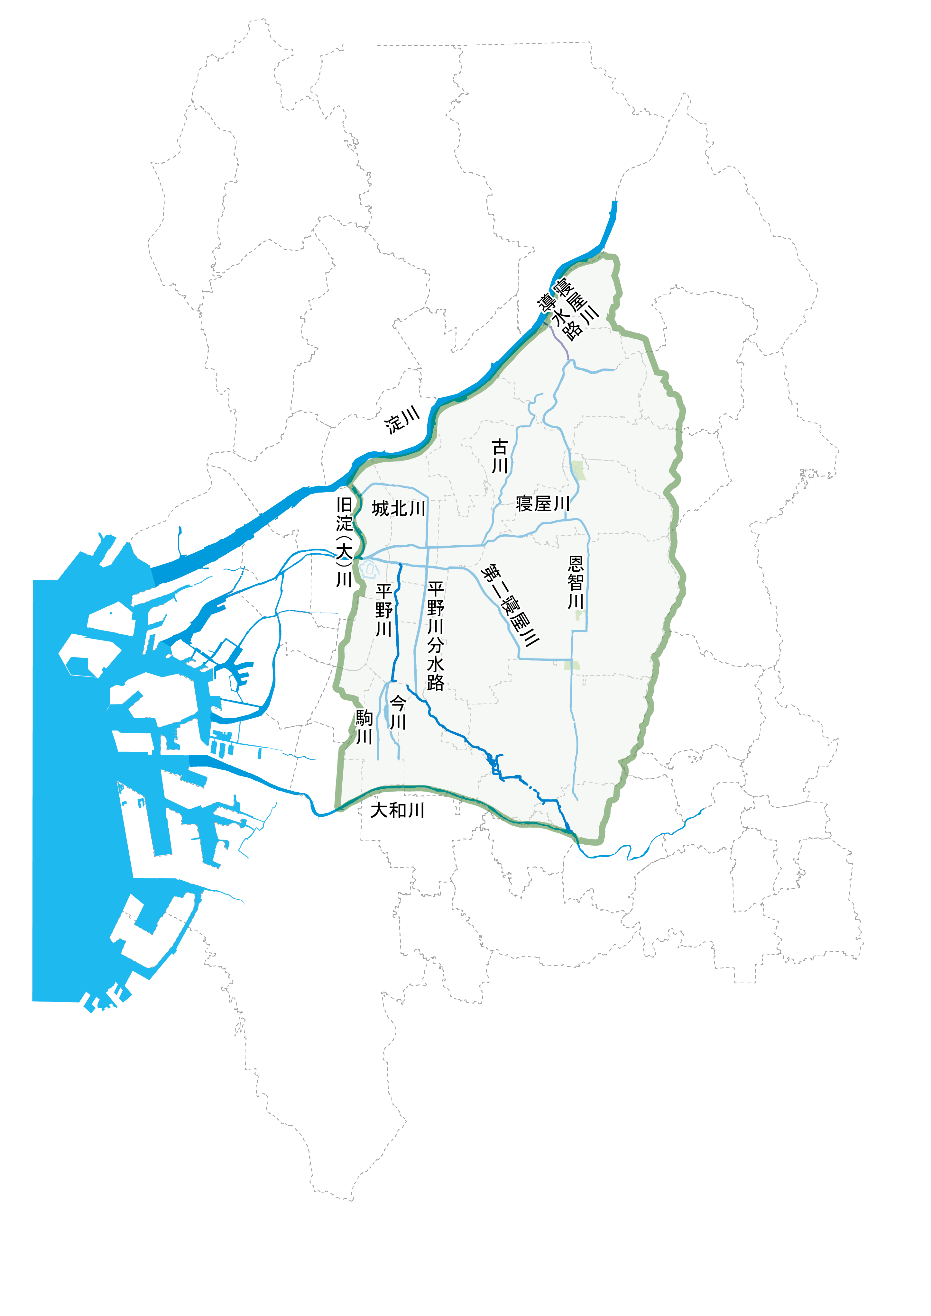 寝屋川
導水路
淀川
古川
旧淀(大)川
城北川
寝屋川
恩智川
第二寝屋川
平野川
平野川分水路
今川
駒川
大和川